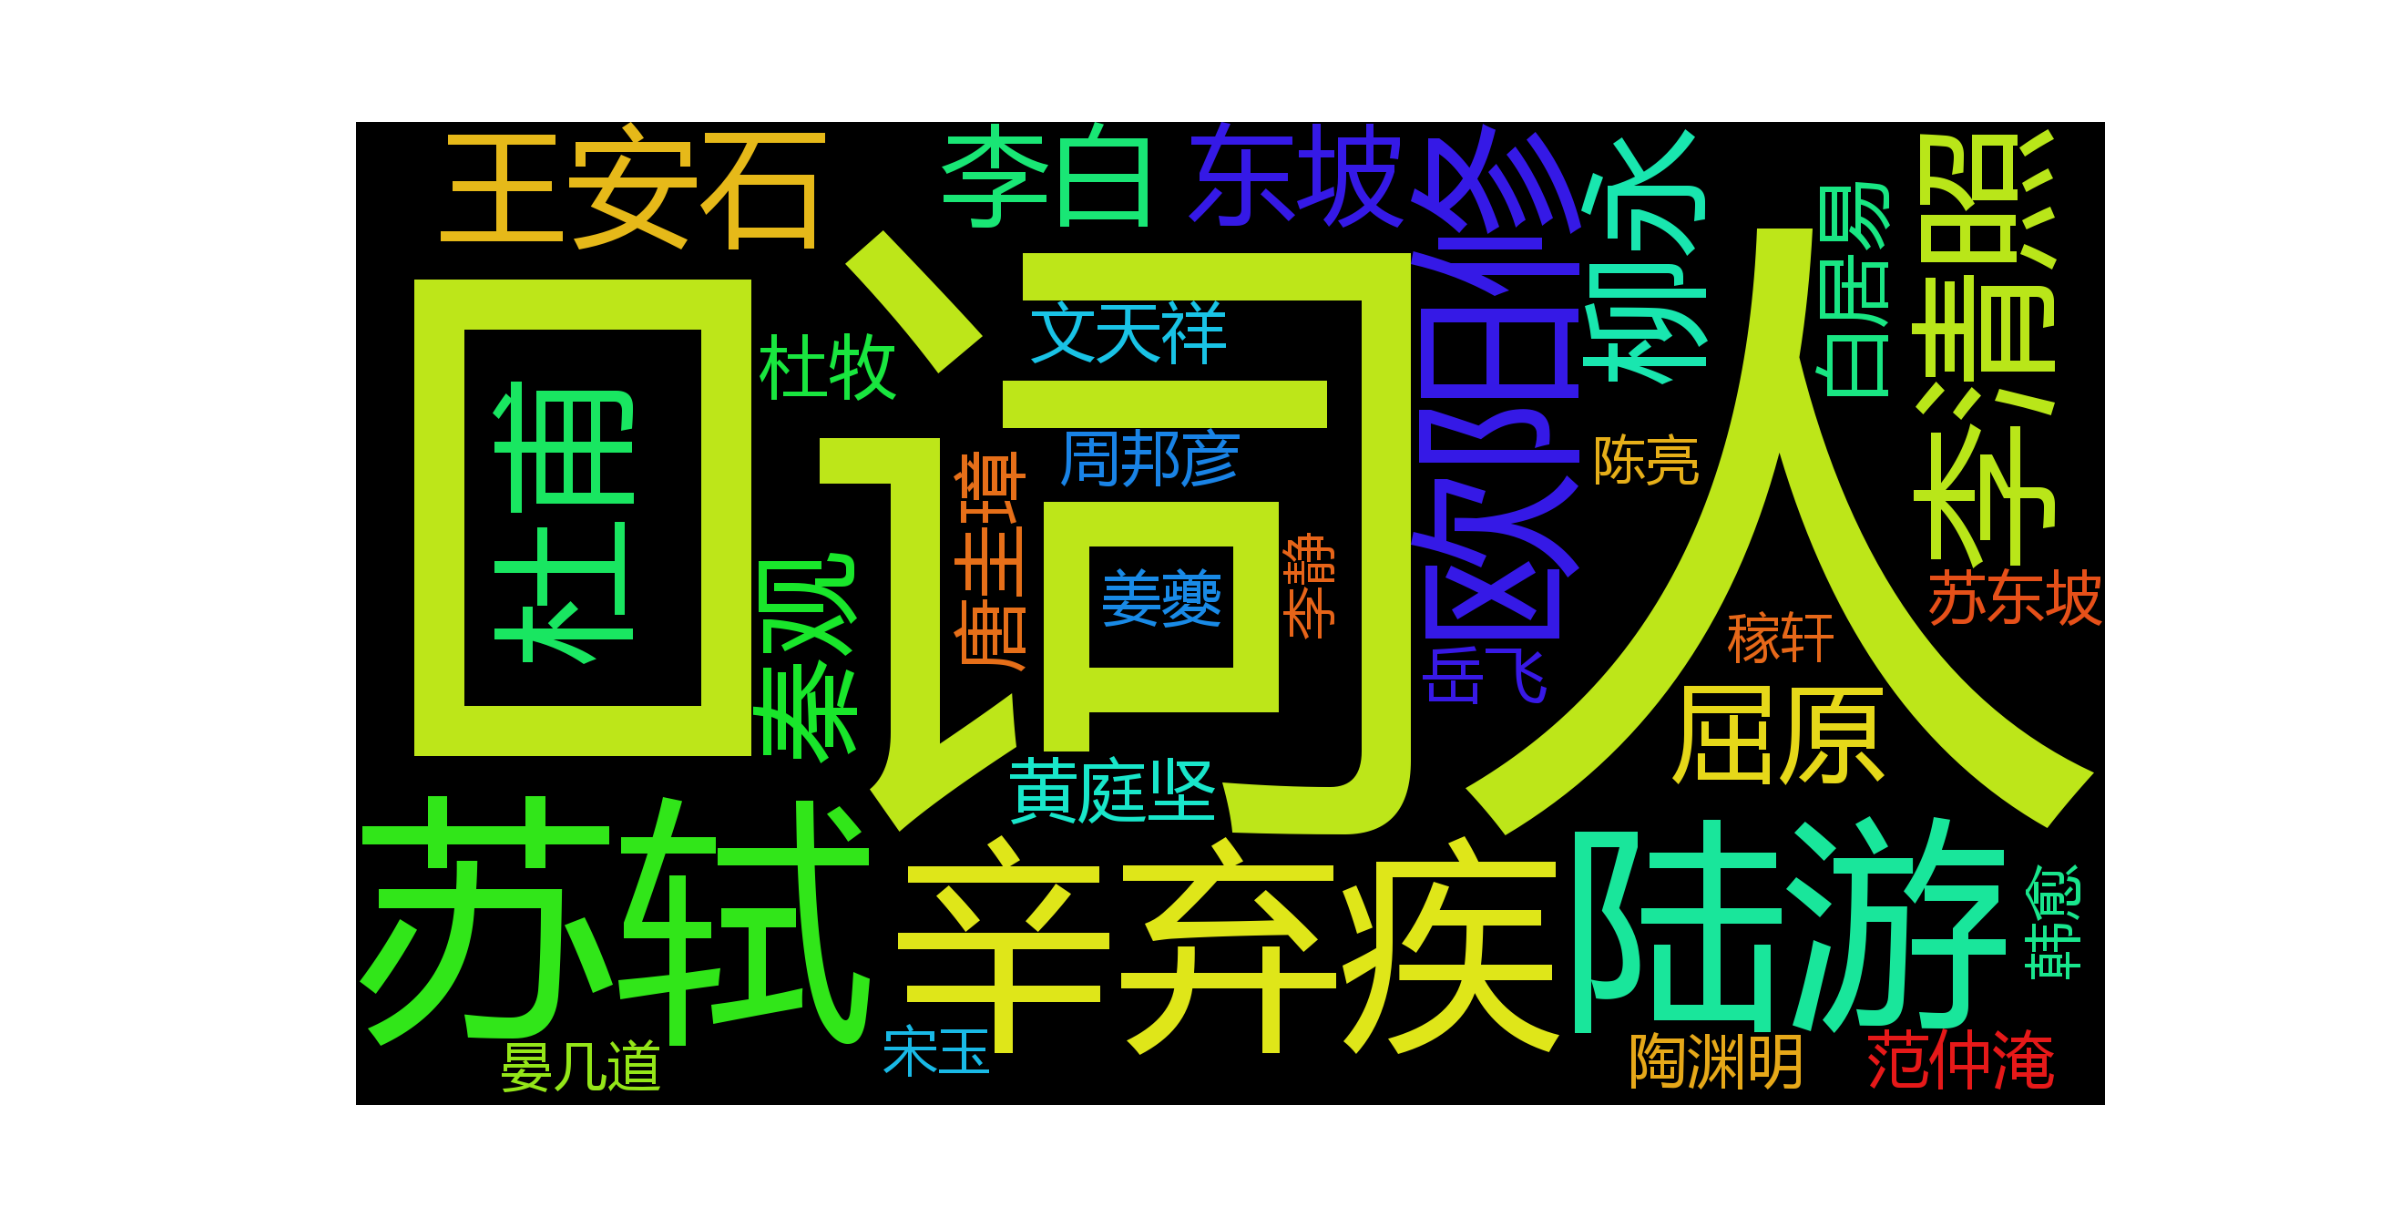 王安石
李白
东坡
欧阳修
柳永
白居易
李清照
词人
杜甫
杜牧
文天祥
周邦彦
陈亮
唐圭璋
姜夔
李静
秦观
苏东坡
稼轩
岳飞
屈原
黄庭坚
苏轼
辛弃疾
陆游
韩愈
晏几道
宋玉
陶渊明
范仲淹